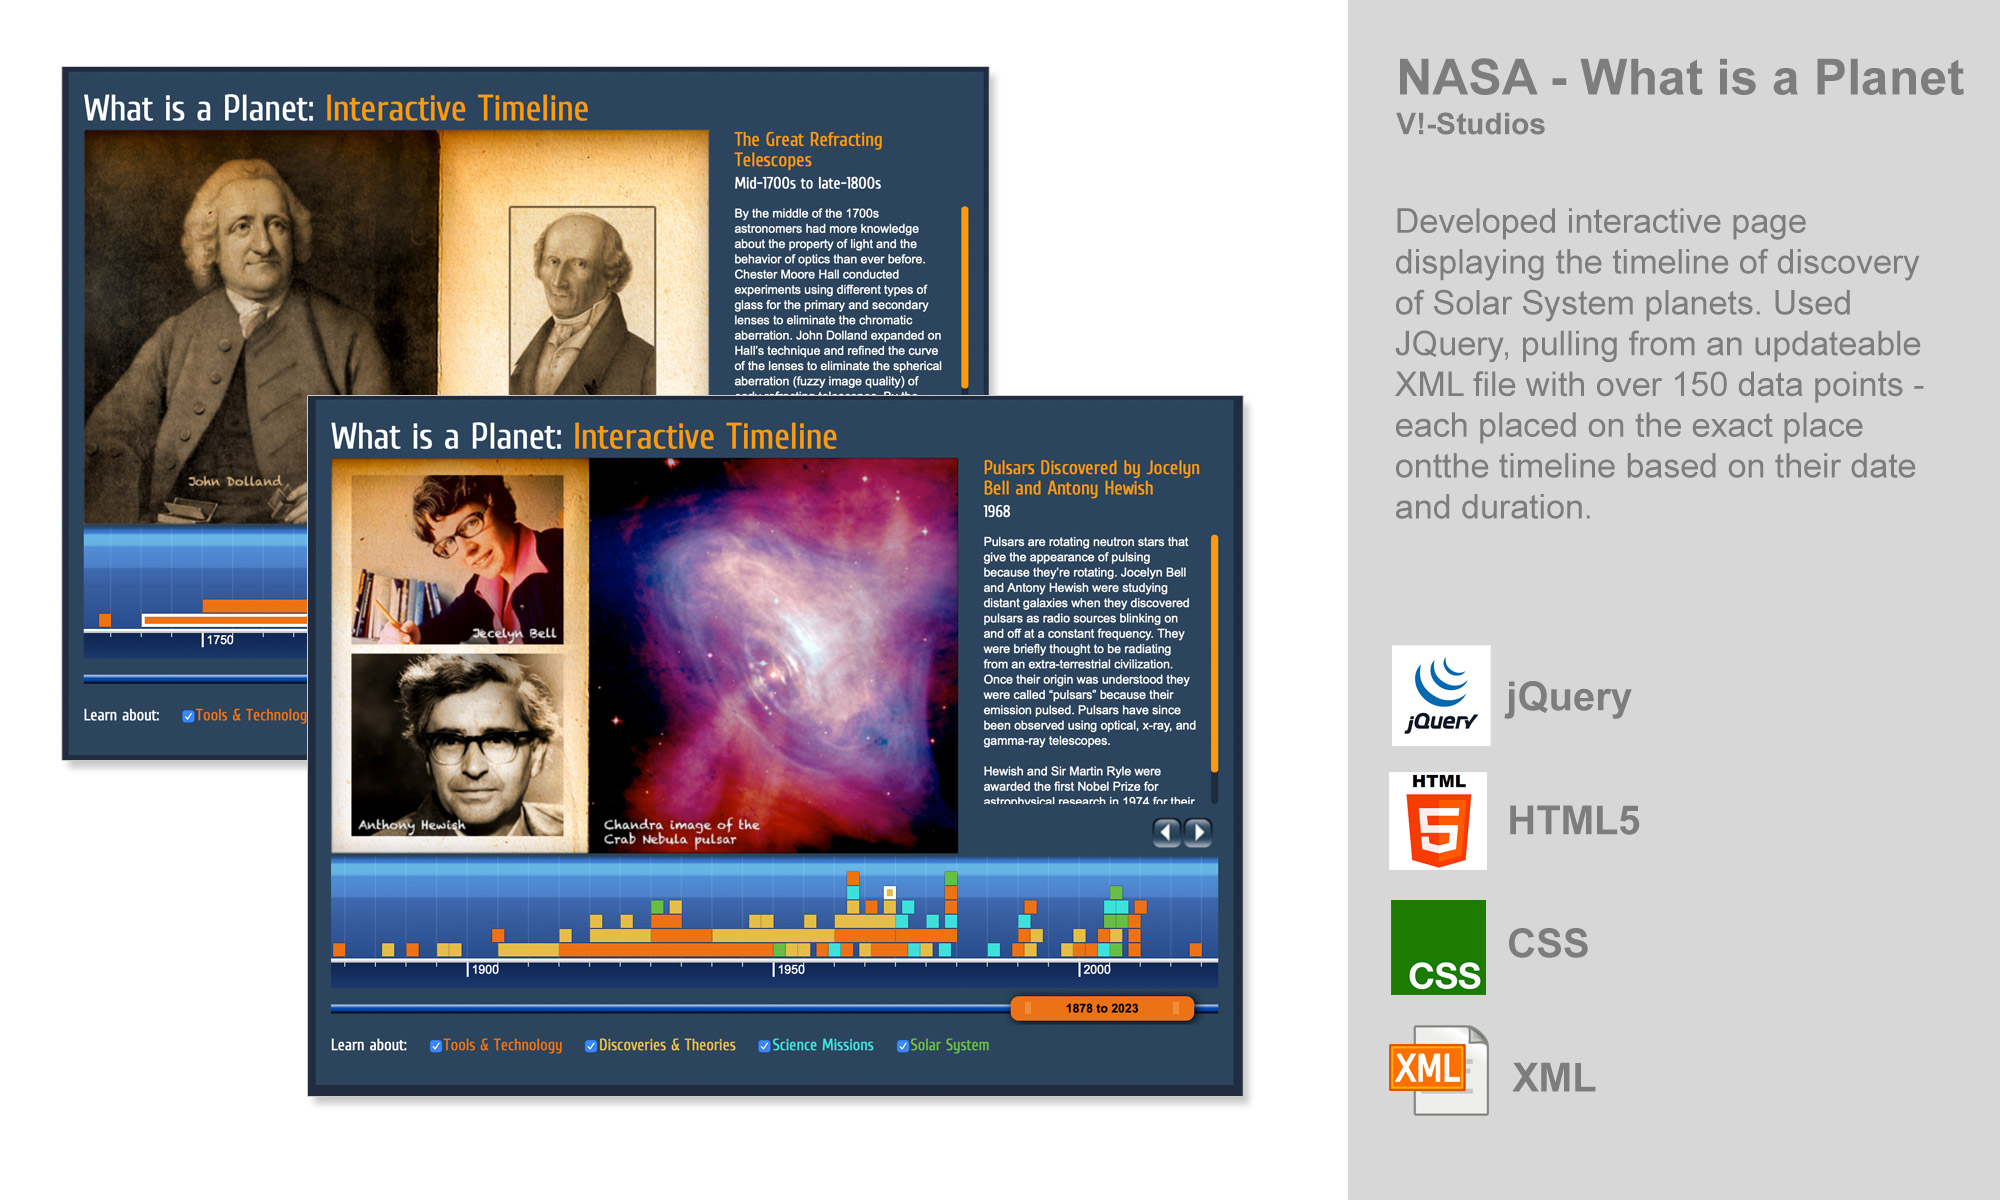 What is a Planet: Interactive Timeline
The Great Refracting
Telescopes
Mid-1700s to late-1800s
By the middle of the 1700s
astronomers had more knowledge
about the property of light and the
behavior of optics than ever before.
Chester Moore Hall conducted
experiments using different types of
glass for the primary and secondary
lenses to eliminate the chromatic
aberration. John Dolland expanded on
Hall's technique and refined the curve
of the lenses to eliminate the spherical
aberration (fuzzy image quality) of
early refracting telescopes. By the
John Dolland
1750
Learn about:
Tools & Technolog
What is a Planet: Interactive Timeline
Jecelyn Bell
Anthony Hewish
Chandra image of the
Crab Nebula pulsar
Pulsars Discovered by Jocelyn
Bell and Antony Hewish
1968
Pulsars are rotating neutron stars that
give the appearance of pulsing
because they're rotating. Jocelyn Bell
and Antony Hewish were studying
distant galaxies when they discovered
pulsars as radio sources blinking on
and off at a constant frequency. They
were briefly thought to be radiating
from an extra-terrestrial civilization.
Once their origin was understood they
were called “pulsars” because their
emission pulsed. Pulsars have since
been observed using optical, x-ray, and
gamma-ray telescopes.
Hewish and Sir Martin Ryle were
awarded the first Nobel Prize for
astrophysical research in 1974 for their
1900 1950 2000
1878 to 2023
Learn about: Tools & Technology Discoveries & Theories Science Missions Solar System
NASA - What is a Planet
V!-Studios
Developed interactive page
displaying the timeline of discovery
of Solar System planets. Used
JQuery, pulling from an updateable
XML file with over 150 data points -
each placed on the exact place
ontthe timeline based on their date
and duration.
jQuery jQuery
HTML
5 HTML5
CSS CSS
XML XML